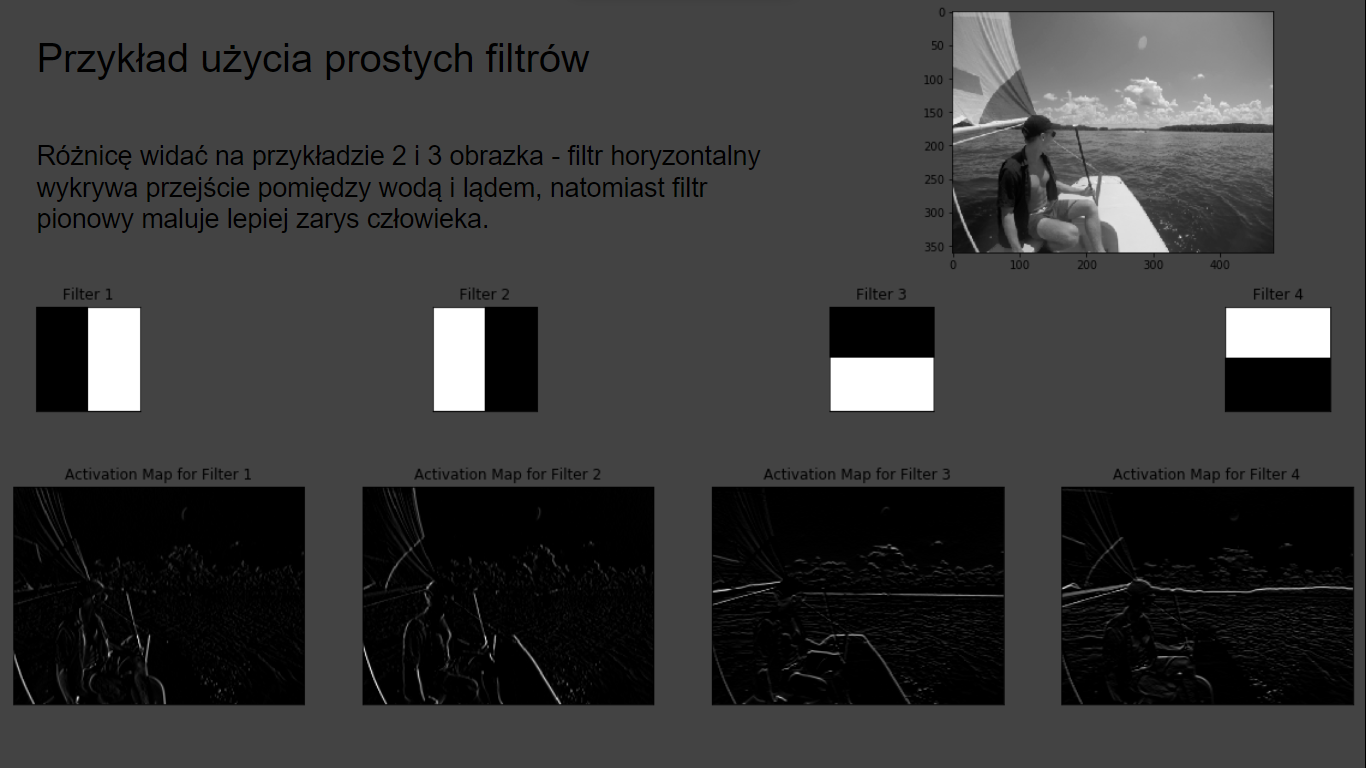 Przykład użycia prostych filtrów
Różnicę widać na przykładzie 2 i 3 obrazka - filtr horyzontalny
wykrywa przejście pomiędzy wodą i lądem, natomiast filtr
pionowy maluje lepiej zarys człowieka.
0
50
100
150
200
250
300
350
0 100 200 300 400
Filter 1 Filter 2 Filter 3 Filter 4
Activation Map for Filter 1 Activation Map for Filter 2 Activation Map for Filter 3 Activation Map for Filter 4